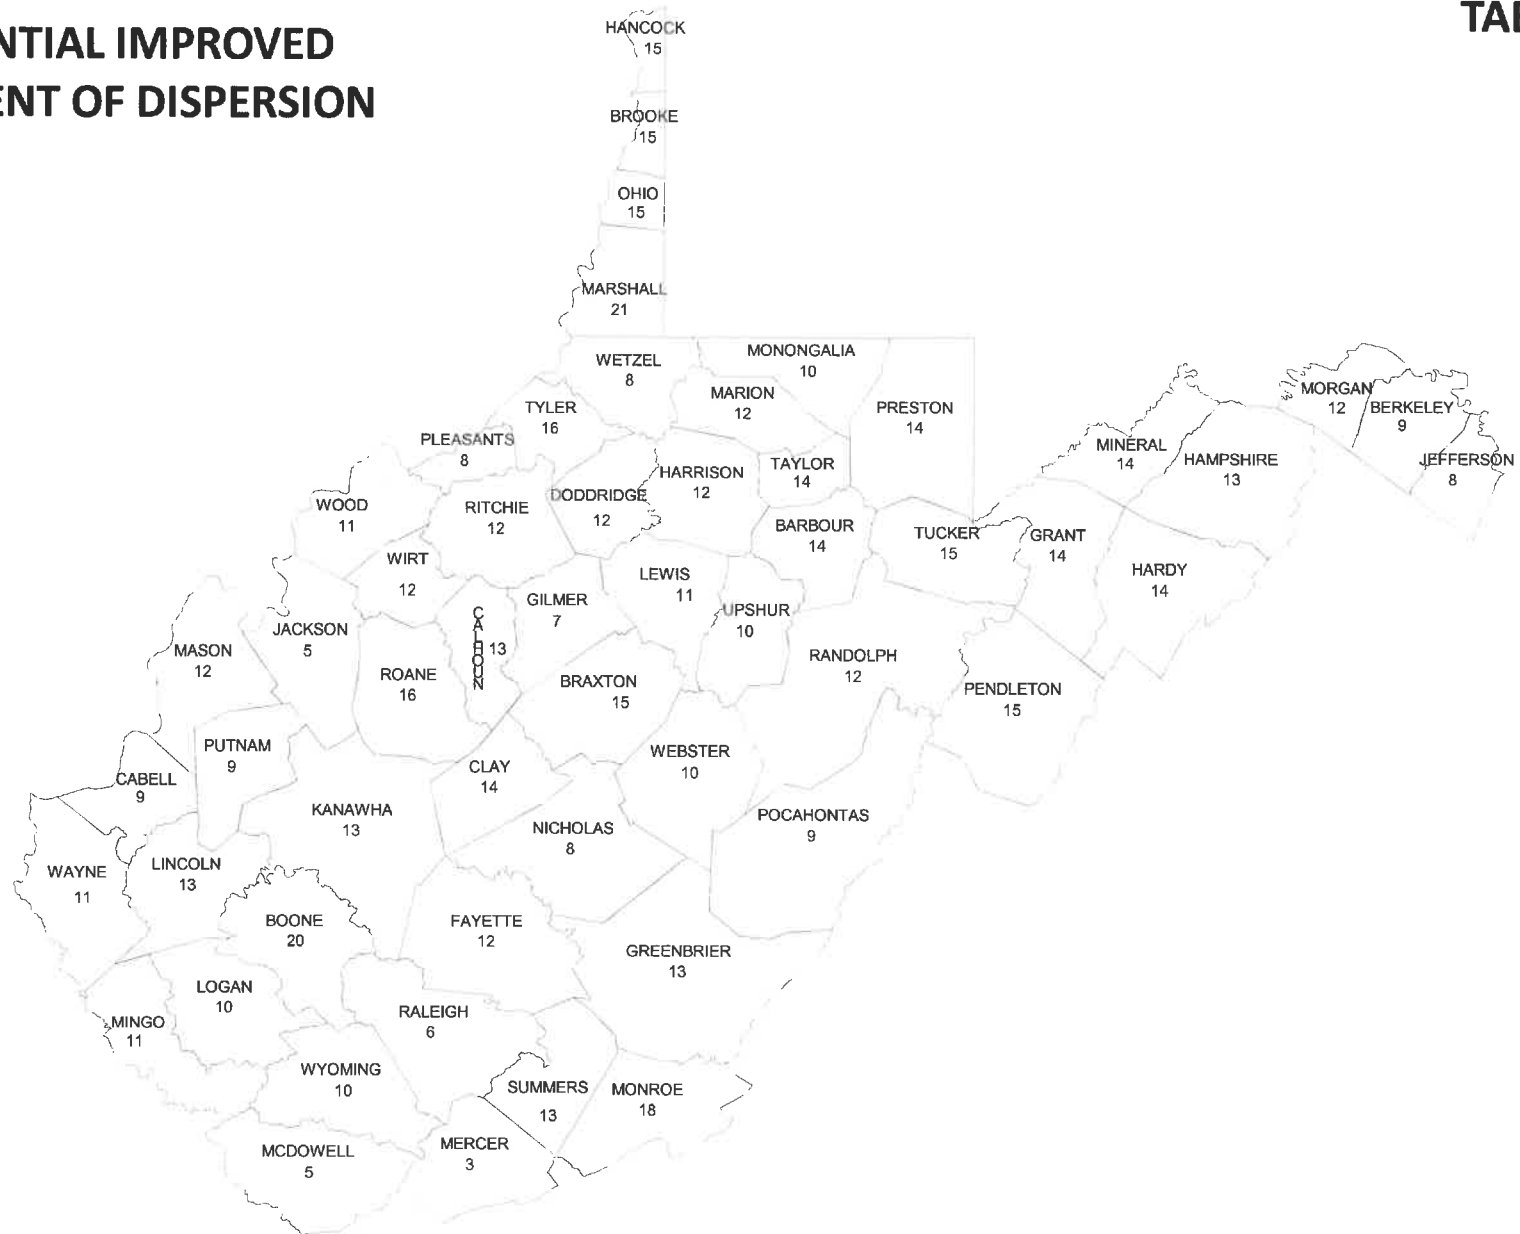 NTIAL IMPROVED
ENT OF DISPERSION
TAB
HANCOCK
15
BROOKE
15
OHIO
15
MARSHALL
21
WETZEL
8
MONONGALIA
10
MARION
12
PRESTON
14
TYLER
16
PLEASANTS
8
MORGAN
12
BERKELEY
9
JEFFERSON
8
MINERAL
14
HAMPSHIRE
13
HARRISON
12
TAYLOR
14
DODDRIDGE
12
RITCHIE
12
WOOD
11
BARBOUR
14
TUCKER
15
GRANT
14
HARDY
14
WIRT
12
LEWIS
11
GILMER
7
UPSHUR
10
CALHOUN
13
JACKSON
5
MASON
12
ROANE
16
BRAXTON
15
RANDOLPH
12
PENDLETON
15
PUTNAM
9
CABELL
9
CLAY
14
WEBSTER
10
KANAWHA
13
NICHOLAS
8
POCAHONTAS
9
WAYNE
11
LINCOLN
13
BOONE
20
FAYETTE
12
GREENBRIER
13
LOGAN
10
MINGO
11
RALEIGH
6
WYOMING
10
SUMMERS
13
MONROE
18
MCDOWELL
5
MERCER
3